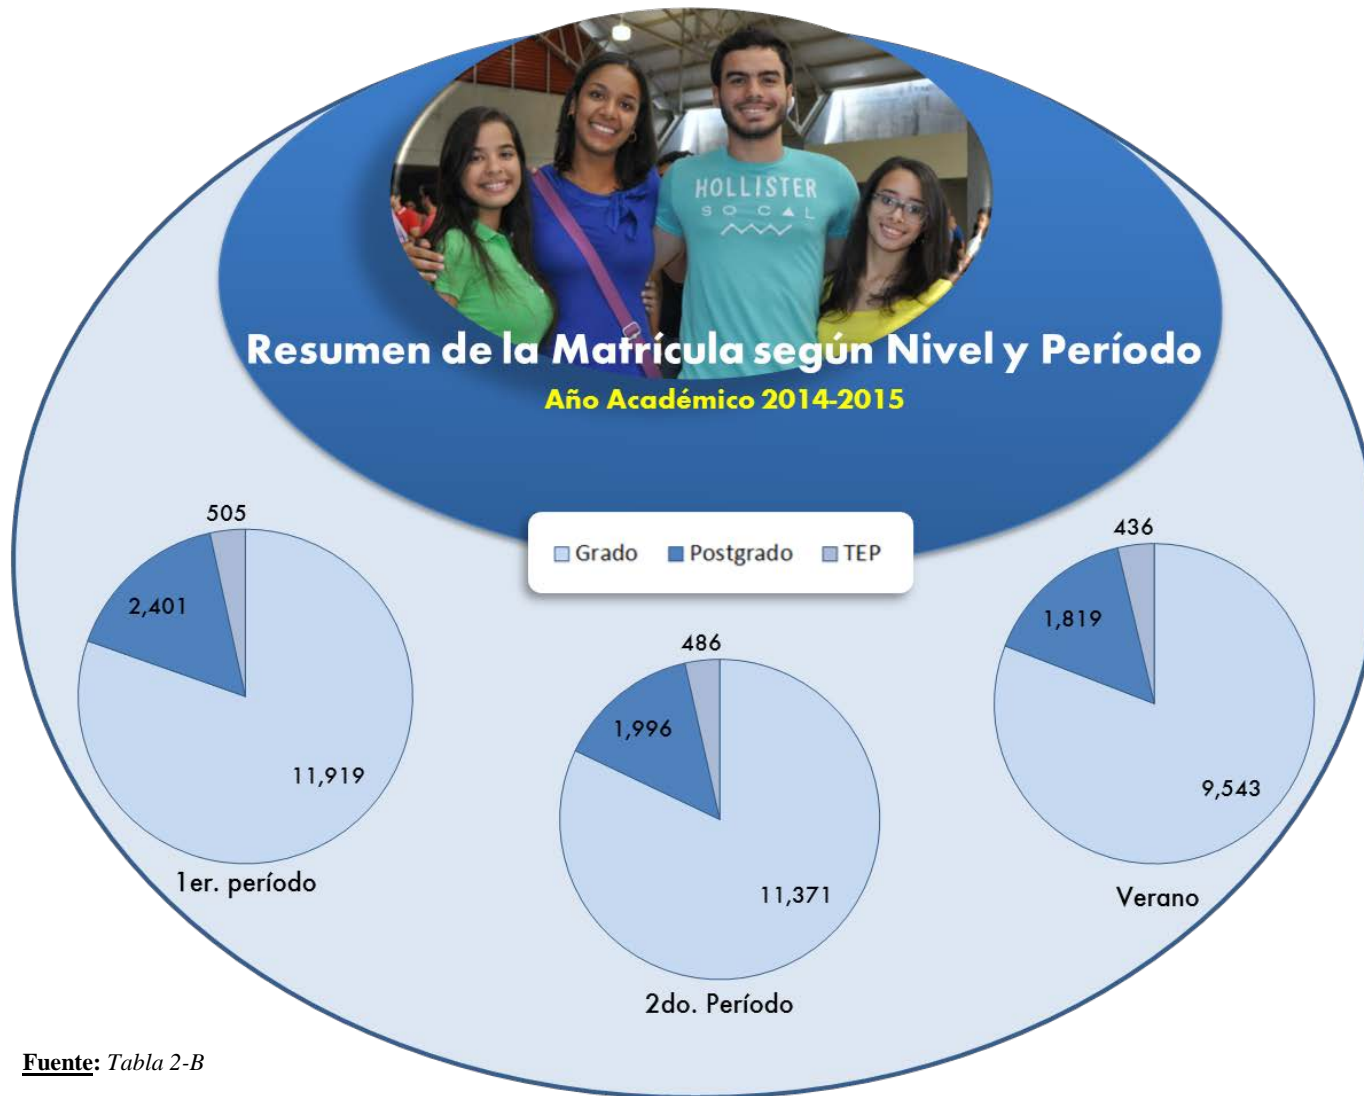 HOLLISTER
SO CAL
Resumen de la Matrícula según Nivel y Período
Año Académico 2014-2015
Grado Postgrado TEP
505
2,401
11,919
1er. período
486
1,996
11,371
2do. Período
436
1,819
9,543
Verano
Fuente: Tabla 2-B